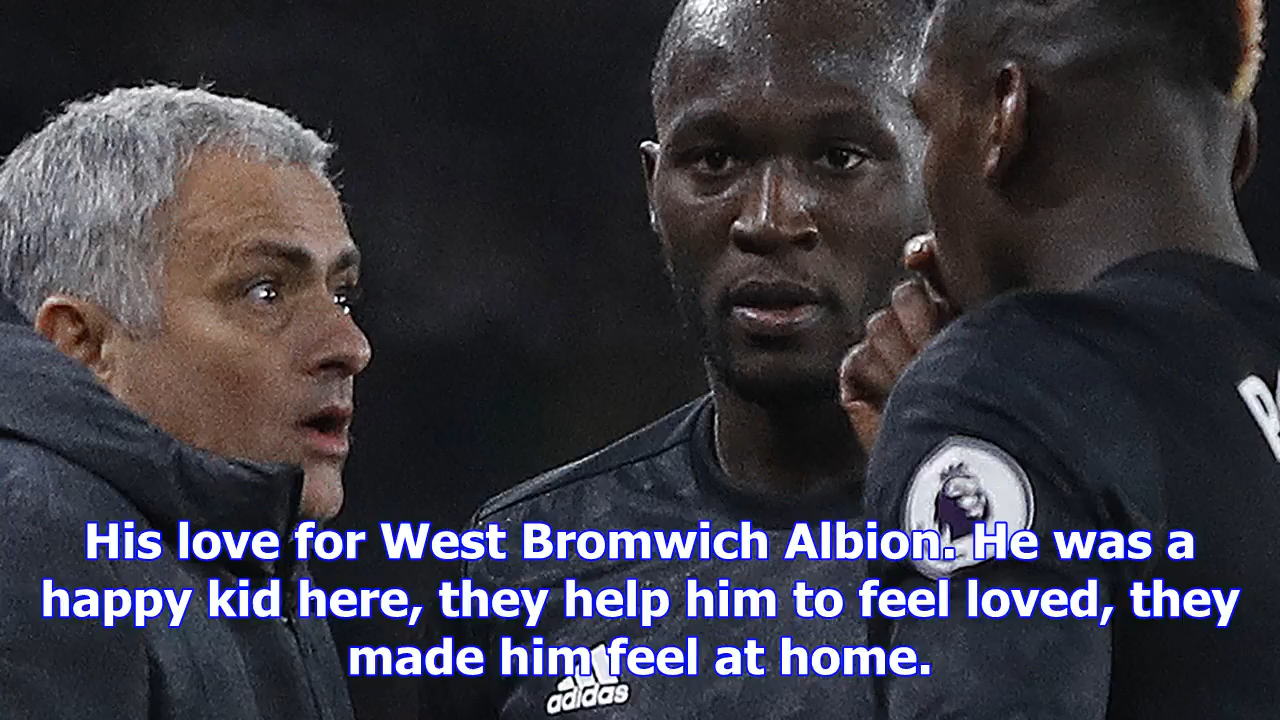 His love for West Bromwich Albion. He was a
happy kid here, they help him to feel loved, they
made him feel at home.
adidas